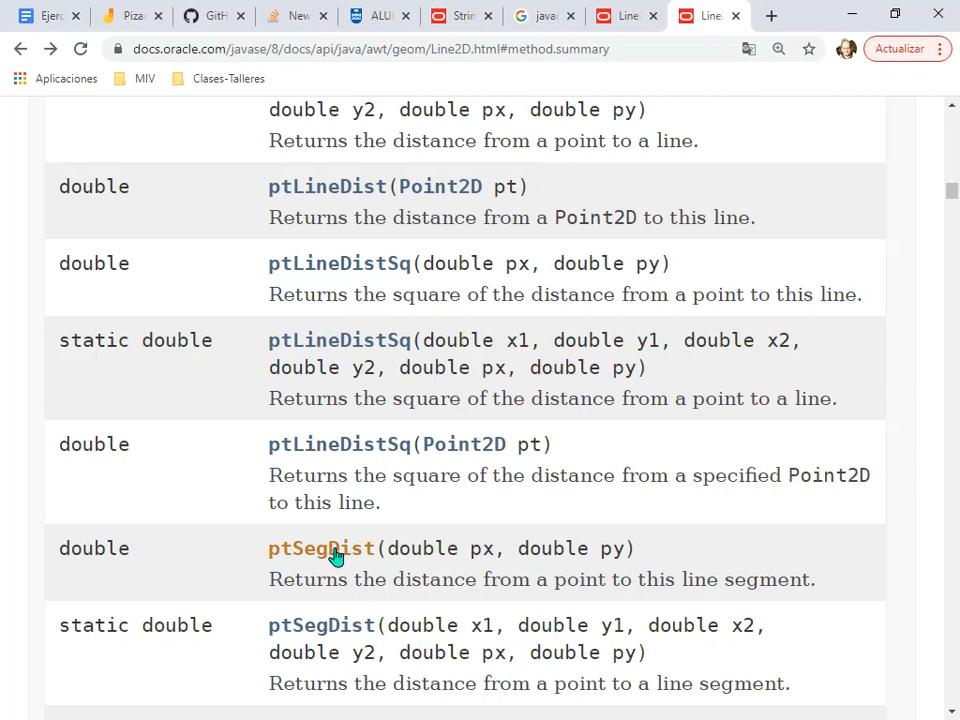 Ejerc
Pizar
GitH
New
ALUI
Strin
java
Line.
Line.
docs.oracle.com/javase/8/docs/api/java/awt/geom/Line2D.html#method.summary
Actualizar
Aplicaciones
MIV
Clases-Talleres
double y2, double px, double py)
Returns the distance from a point to a line.
double
ptLineDist(Point2D pt)
Returns the distance from a Point2D to this line.
double
ptLineDistSq(double px, double py)
Returns the square of the distance from a point to this line.
static double
ptLineDistSq(double x1, double y1, double x2,
double y2, double px, double py)
Returns the square of the distance from a point to a line.
double
ptLineDistSq(Point2D pt)
Returns the square of the distance from a specified Point2D
to this line.
double
ptSegDist(double px, double py)
Returns the distance from a point to this line segment.
static double
ptSegDist(double x1, double y1, double x2,
double y2, double px, double py)
Returns the distance from a point to a line segment.